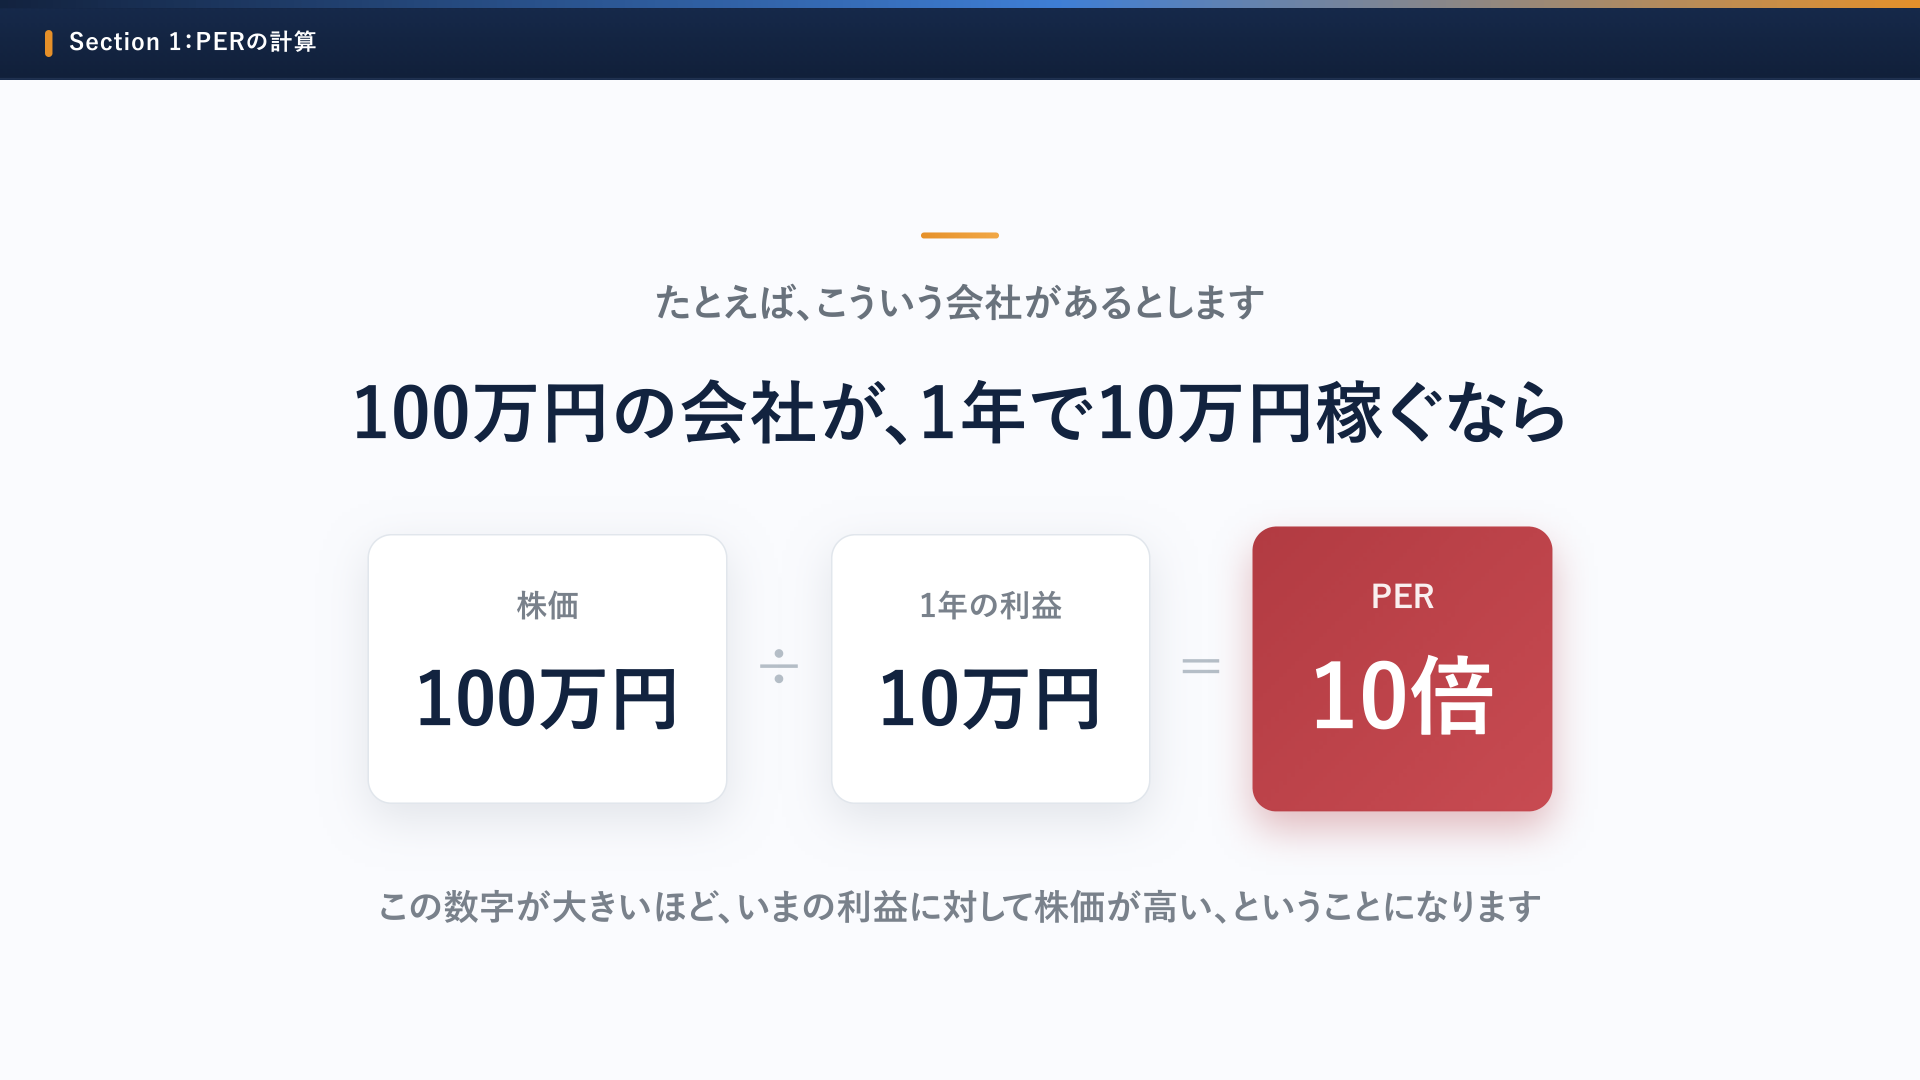 Section 1：PERの計算
たとえば、こういう会社があるとします
100万円の会社が、1年で10万円稼ぐなら
株価
100万円
÷
1年の利益
10万円
＝
PER
10倍
この数字が大きいほど、いまの利益に対して株価が高い、ということになります